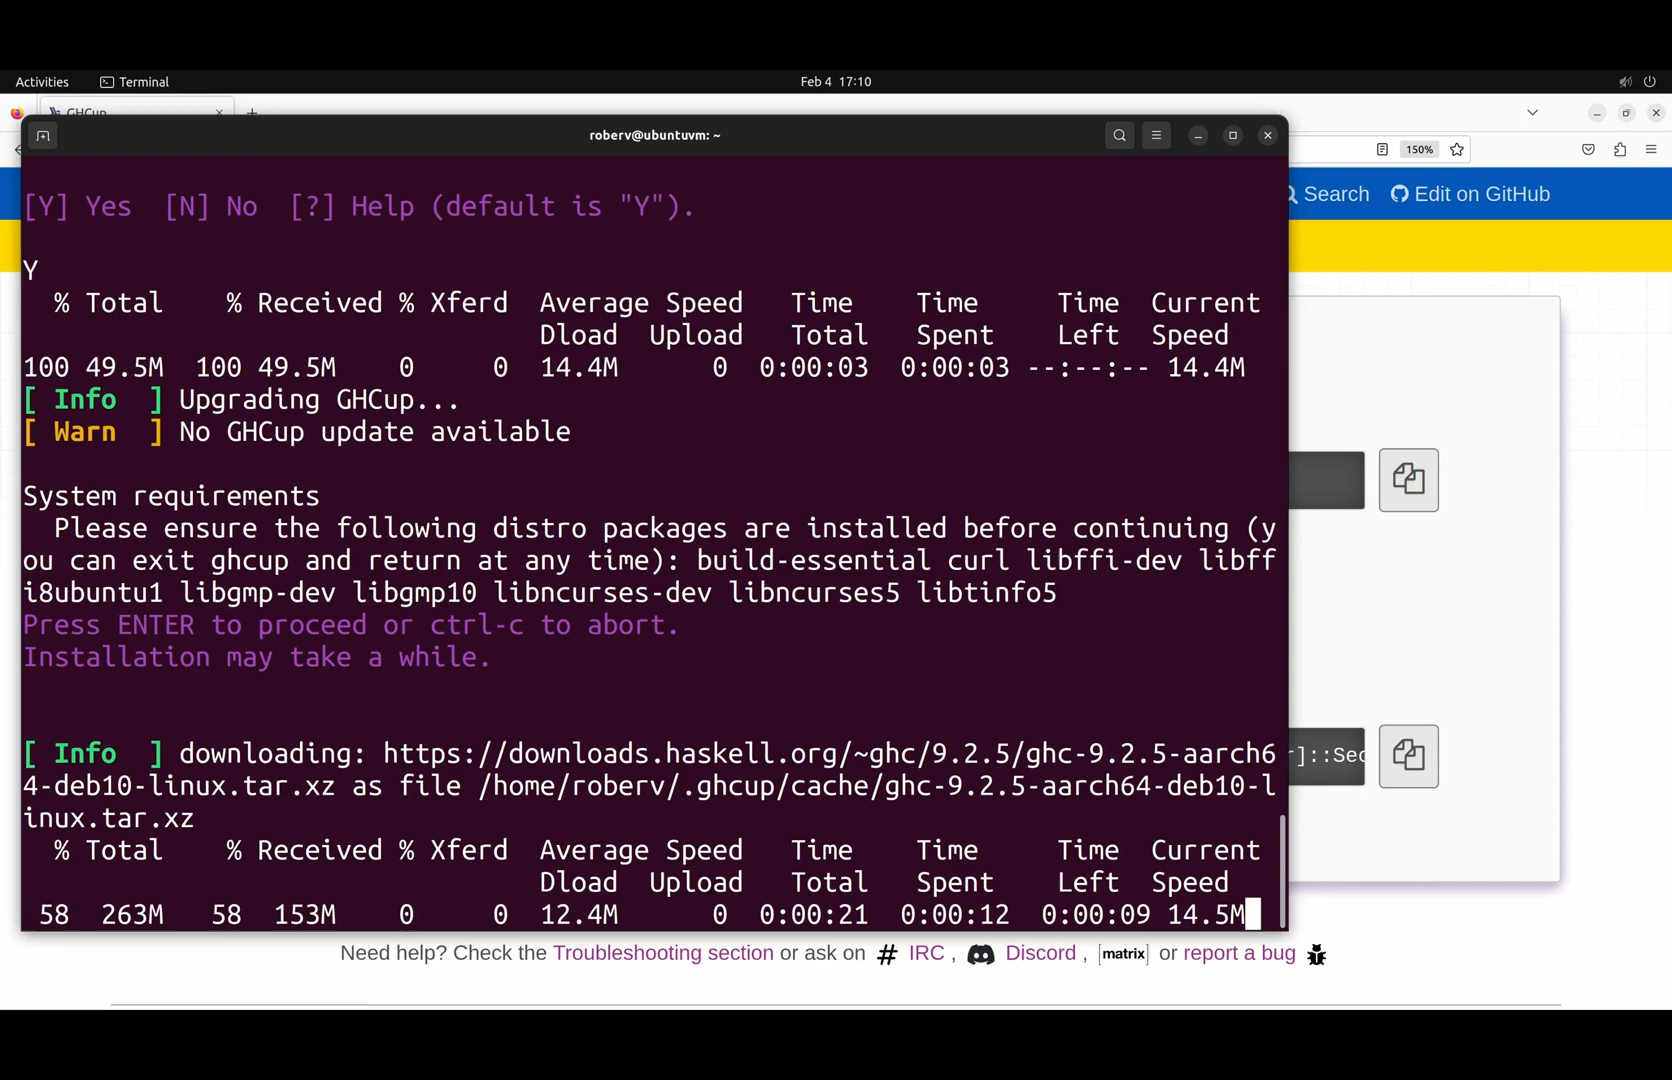 Activities Terminal Feb 4 17:10
GHCup
roberv@ubuntuvm: ~
150%
Search Edit on GitHub
[Y] Yes [N] No [?] Help (default is "Y").
Y
% Total % Received % Xferd Average Speed Time Time Time Current
Dload Upload Total Spent Left Speed
100 49.5M 100 49.5M 0 0 14.4M 0 0:00:03 0:00:03 --:--:-- 14.4M
[ Info ] Upgrading GHCup...
[ Warn ] No GHCup update available
System requirements
Please ensure the following distro packages are installed before continuing (y
ou can exit ghcup and return at any time): build-essential curl libffi-dev libff
i8ubuntu1 libgmp-dev libgmp10 libncurses-dev libncurses5 libtinfo5
Press ENTER to proceed or ctrl-c to abort.
Installation may take a while.
[ Info ] downloading: https://downloads.haskell.org/~ghc/9.2.5/ghc-9.2.5-aarch6
4-deb10-linux.tar.xz as file /home/roberv/.ghcup/cache/ghc-9.2.5-aarch64-deb10-l
inux.tar.xz
]::Sec
% Total % Received % Xferd Average Speed Time Time Time Current
Dload Upload Total Spent Left Speed
58 263M 58 153M 0 0 12.4M 0 0:00:21 0:00:12 0:00:09 14.5M
Need help? Check the Troubleshooting section or ask on # IRC , Discord , [matrix] or report a bug